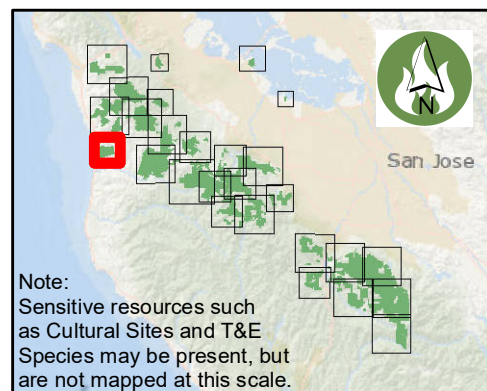 N
San Jose
Note:
Sensitive resources such
as Cultural Sites and T&E
Species may be present, but
are not mapped at this scale.